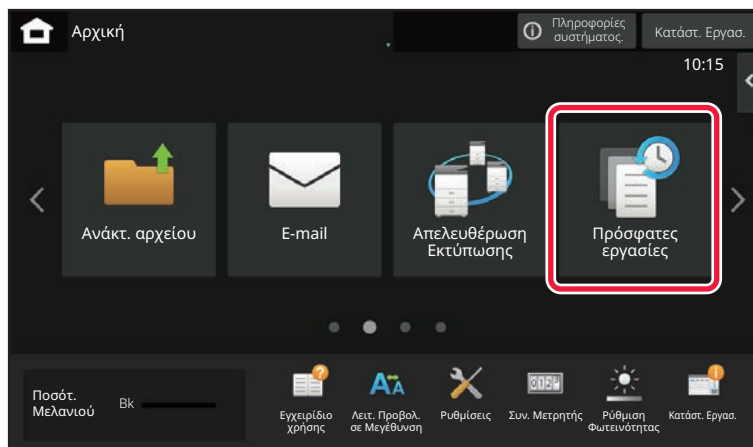 Αρχική
Πληροφορίες
συστήματος.
Κατάστ. Εργασ.
10:15
Ανάκτ. αρχείου
E-mail
Απελευθέρωση
Εκτύπωσης
Πρόσφατες
εργασίες
Ποσότ.
Μελανιού
Bk
Εγχειρίδιο
χρήσης
Λειτ. Προβολ.
σε Μεγέθυνση
Ρυθμίσεις
0123
Συν. Μετρητής
Ρύθμιση
Φωτεινότητας
Κατάστ. Εργασ.